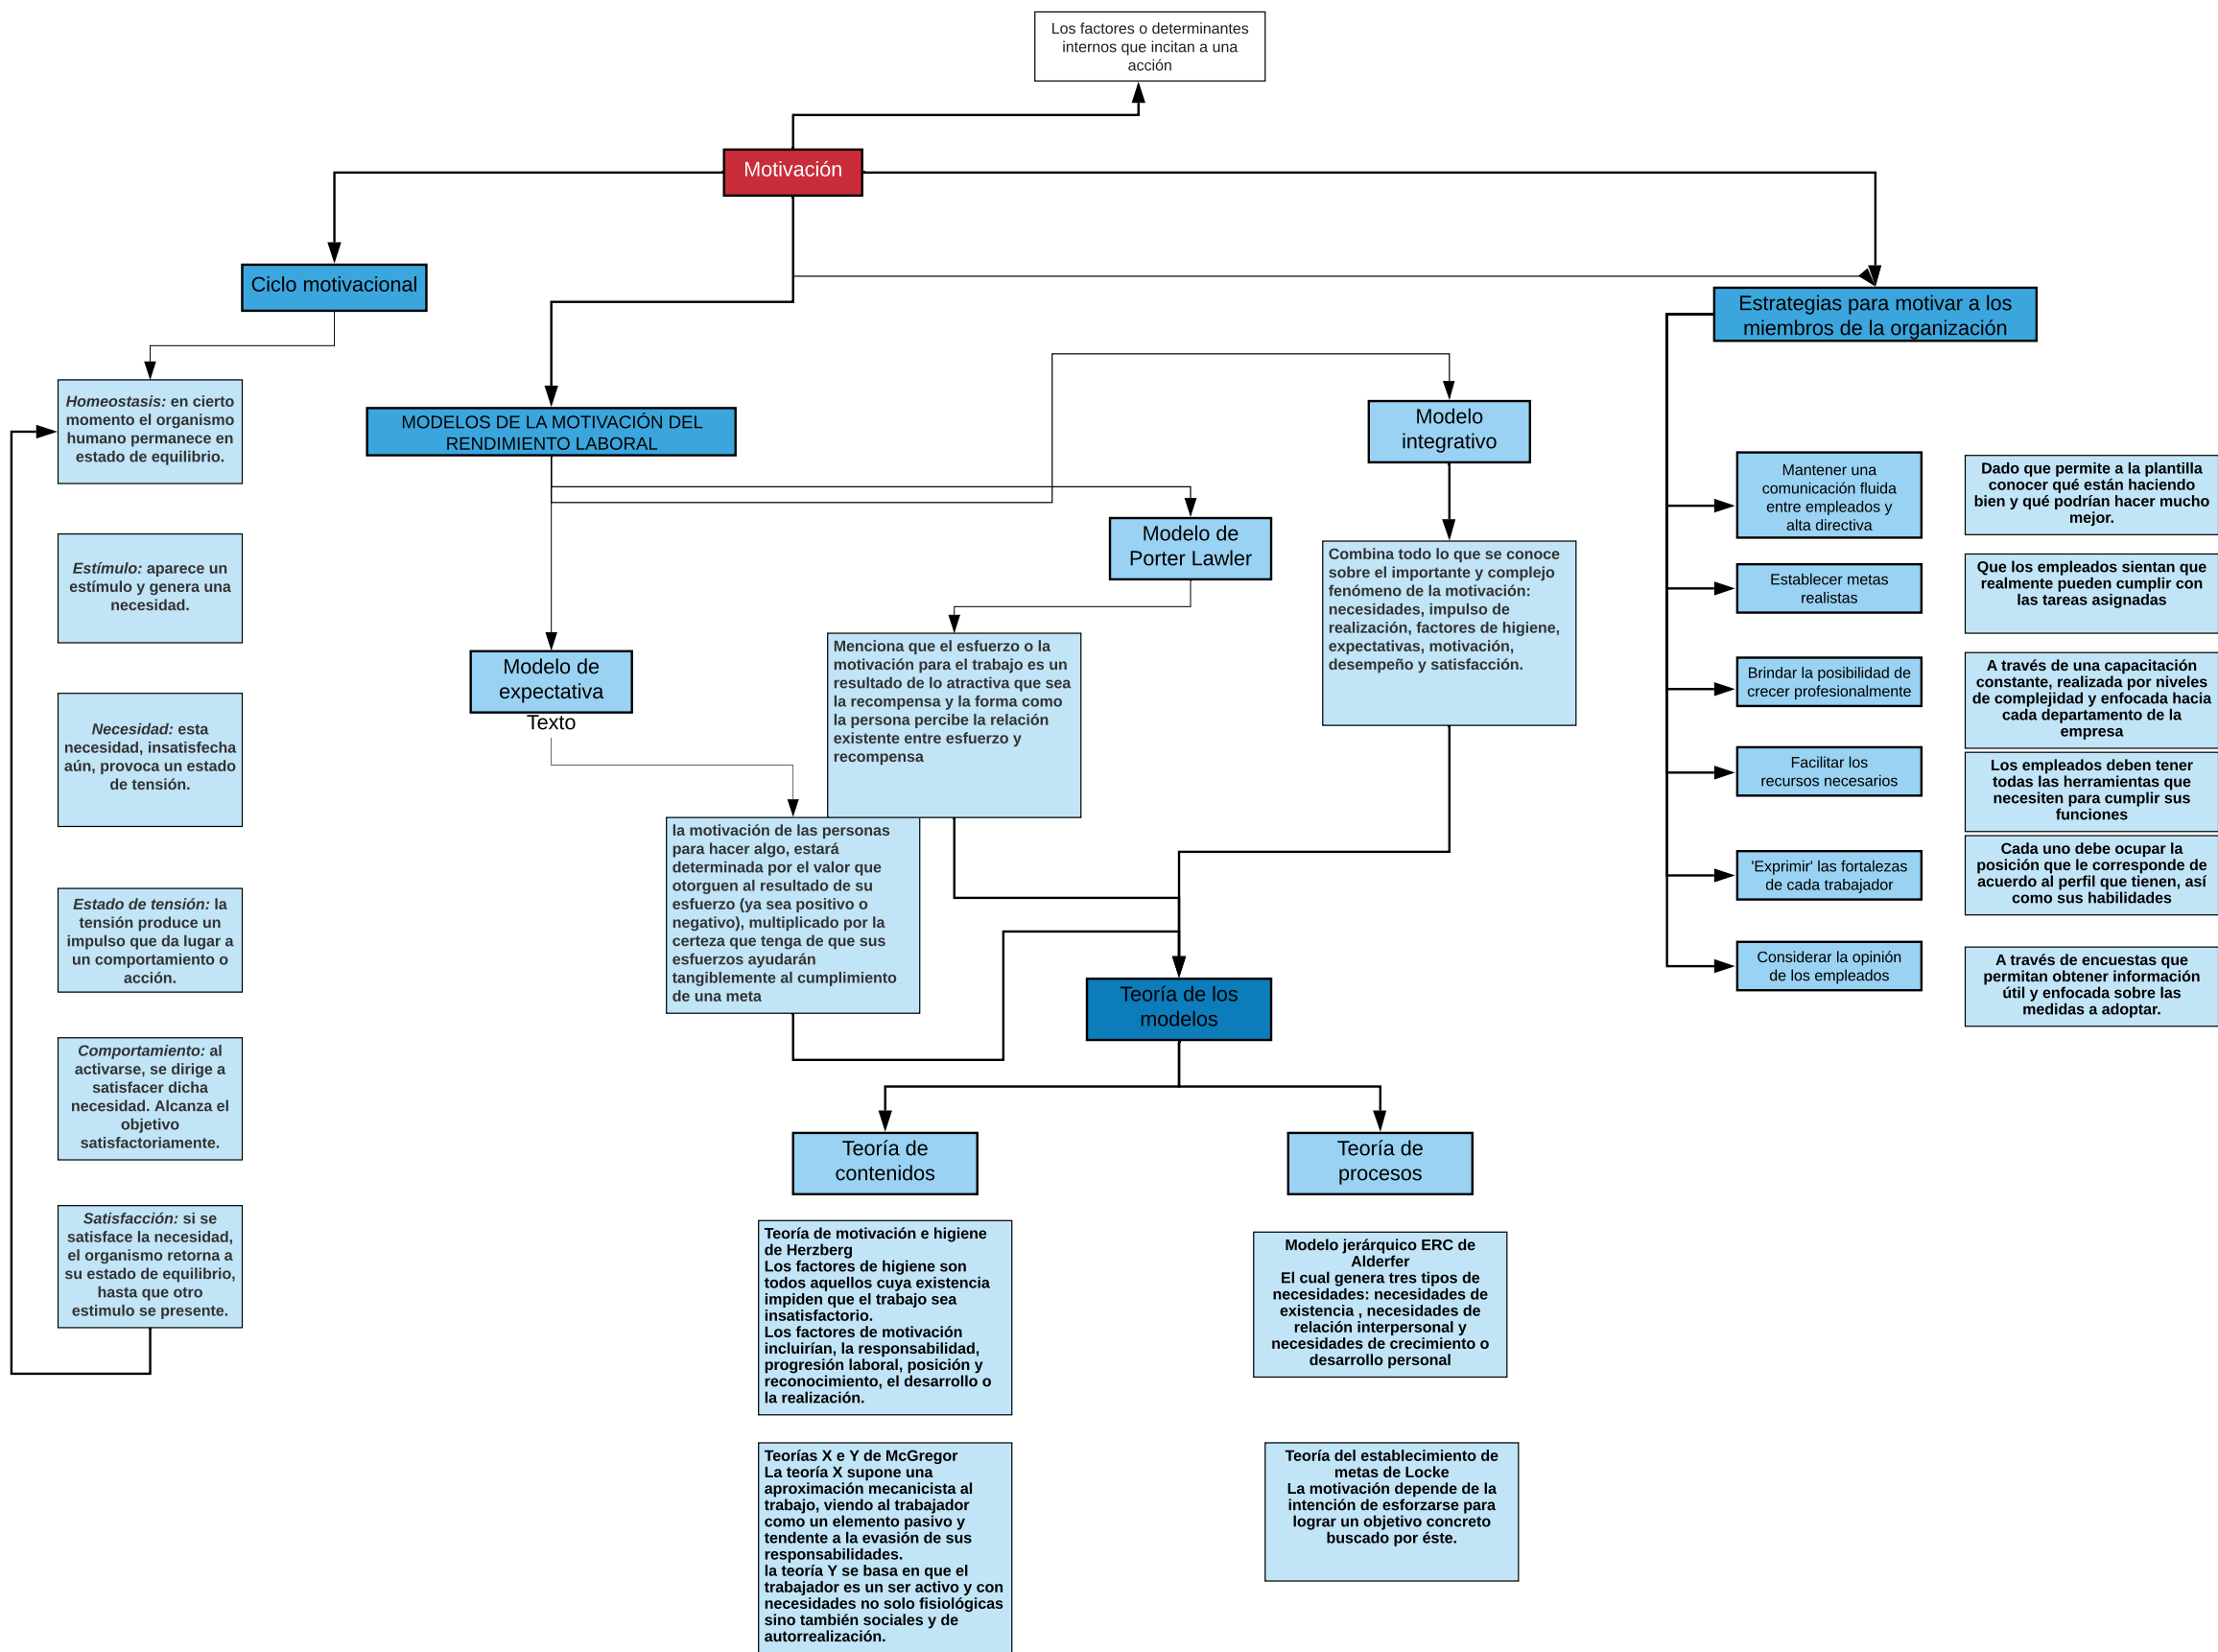 Los factores o determinantes
internos que incitan a una
acción
Motivación
Ciclo motivacional
Homeostasis: en cierto
momento el organismo
humano permanece en
estado de equilibrio.
Estímulo: aparece un
estímulo y genera una
necesidad.
Necesidad: esta
necesidad, insatisfecha
aún, provoca un estado
de tensión.
Estado de tensión: la
tensión produce un
impulso que da lugar a
un comportamiento o
acción.
Comportamiento: al
activarse, se dirige a
satisfacer dicha
necesidad. Alcanza el
objetivo
satisfactoriamente.
Satisfacción: si se
satisface la necesidad,
el organismo retorna a
su estado de equilibrio,
hasta que otro
estimulo se presente.
MODELOS DE LA MOTIVACIÓN DEL
RENDIMIENTO LABORAL
Modelo de
expectativa
Texto
la motivación de las personas
para hacer algo, estará
determinada por el valor que
otorguen al resultado de su
esfuerzo (ya sea positivo o
negativo), multiplicado por la
certeza que tenga de que sus
esfuerzos ayudarán
tangiblemente al cumplimiento
de una meta
Modelo de
Porter Lawler
Menciona que el esfuerzo o la
motivación para el trabajo es un
resultado de lo atractiva que sea
la recompensa y la forma como
la persona percibe la relación
existente entre esfuerzo y
recompensa
Modelo
integrativo
Combina todo lo que se conoce
sobre el importante y complejo
fenómeno de la motivación:
necesidades, impulso de
realización, factores de higiene,
expectativas, motivación,
desempeño y satisfacción.
Teoría de los
modelos
Teoría de
contenidos
Teoría de motivación e higiene
de Herzberg
Los factores de higiene son
todos aquellos cuya existencia
impiden que el trabajo sea
insatisfactorio.
Los factores de motivación
incluirían, la responsabilidad,
progresión laboral, posición y
reconocimiento, el desarrollo o
la realización.
Teorías X e Y de McGregor
La teoría X supone una
aproximación mecanicista al
trabajo, viendo al trabajador
como un elemento pasivo y
tendente a la evasión de sus
responsabilidades.
la teoría Y se basa en que el
trabajador es un ser activo y con
necesidades no solo fisiológicas
sino también sociales y de
autorrealización.
Teoría de
procesos
Modelo jerárquico ERC de
Alderfer
El cual genera tres tipos de
necesidades: necesidades de
existencia , necesidades de
relación interpersonal y
necesidades de crecimiento o
desarrollo personal
Teoría del establecimiento de
metas de Locke
La motivación depende de la
intención de esforzarse para
lograr un objetivo concreto
buscado por éste.
Estrategias para motivar a los
miembros de la organización
Mantener una
comunicación fluida
entre empleados y
alta directiva
Dado que permite a la plantilla
conocer qué están haciendo
bien y qué podrían hacer mucho
mejor.
Establecer metas
realistas
Que los empleados sientan que
realmente pueden cumplir con
las tareas asignadas
Brindar la posibilidad de
crecer profesionalmente
A través de una capacitación
constante, realizada por niveles
de complejidad y enfocada hacia
cada departamento de la
empresa
Facilitar los
recursos necesarios
Los empleados deben tener
todas las herramientas que
necesiten para cumplir sus
funciones
'Exprimir' las fortalezas
de cada trabajador
Cada uno debe ocupar la
posición que le corresponde de
acuerdo al perfil que tienen, así
como sus habilidades
Considerar la opinión
de los empleados
A través de encuestas que
permitan obtener información
útil y enfocada sobre las
medidas a adoptar.